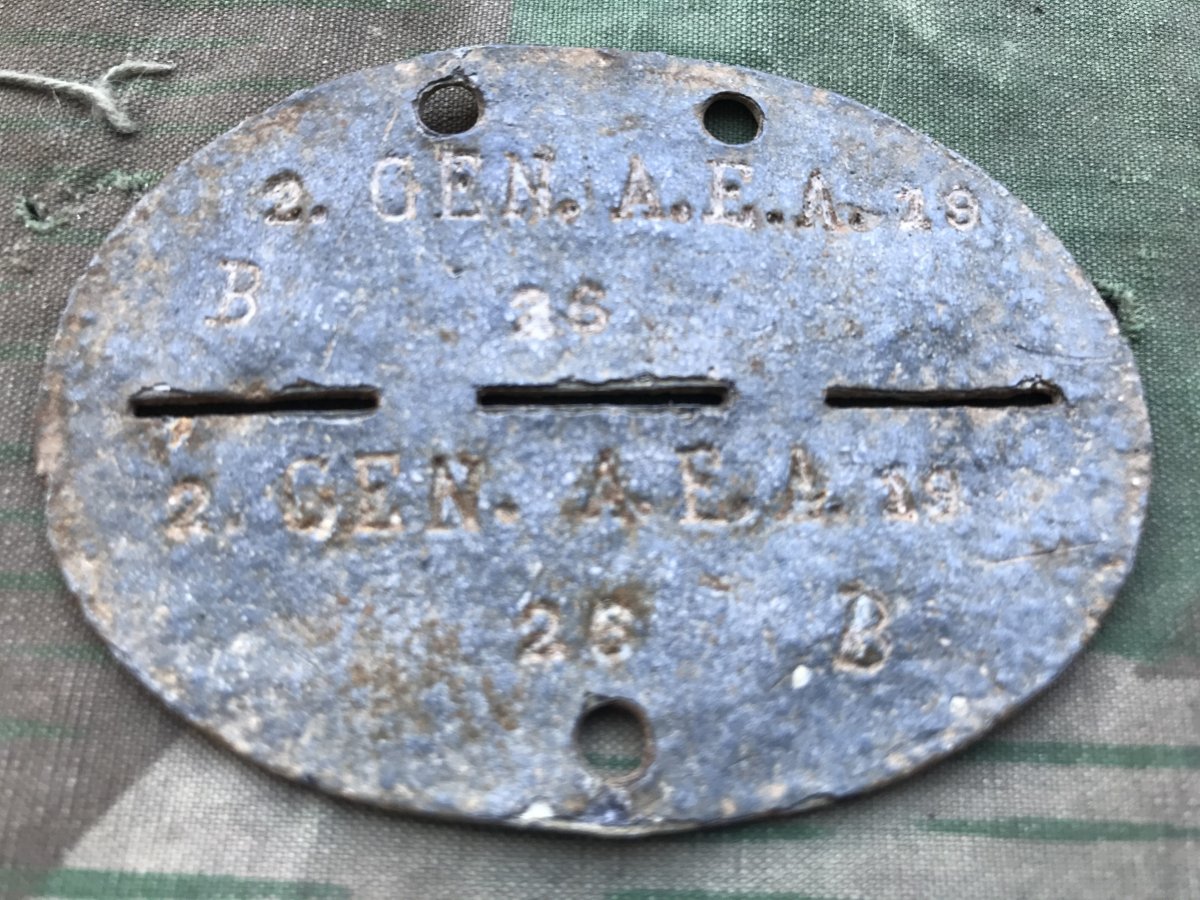 2. GEN. A.E.A. 19
B 26
2. GEN. A.E.A 19
26
B